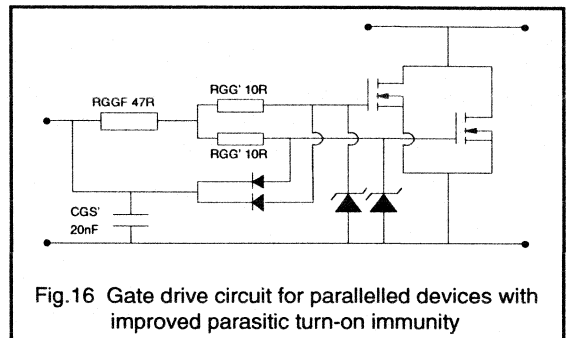 RGG' 10R
RGGF 47R
RGG' 10R
CGS'
20nF
Fig.16 Gate drive circuit for parallelled devices with
improved parasitic turn-on immunity